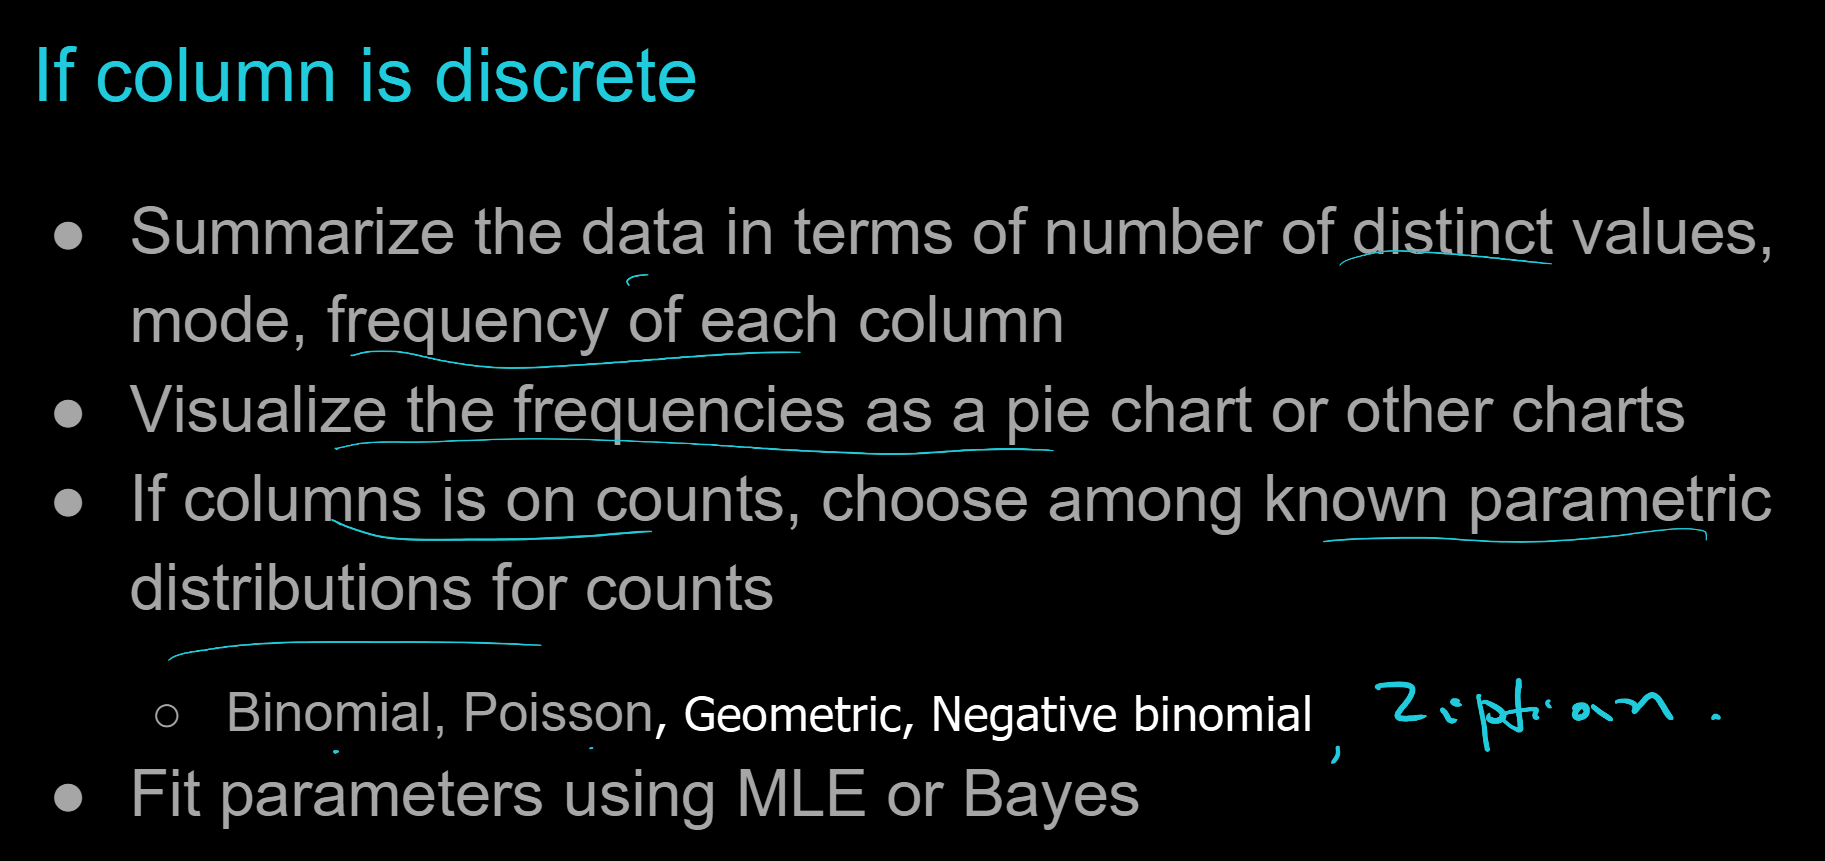 If column is discrete
● Summarize the data in terms of number of distinct values,
mode, frequency of each column
● Visualize the frequencies as a pie chart or other charts
● If columns is on counts, choose among known parametric
distributions for counts
○ Binomial, Poisson, Geometric, Negative binomial, Zipfian.
● Fit parameters using MLE or Bayes